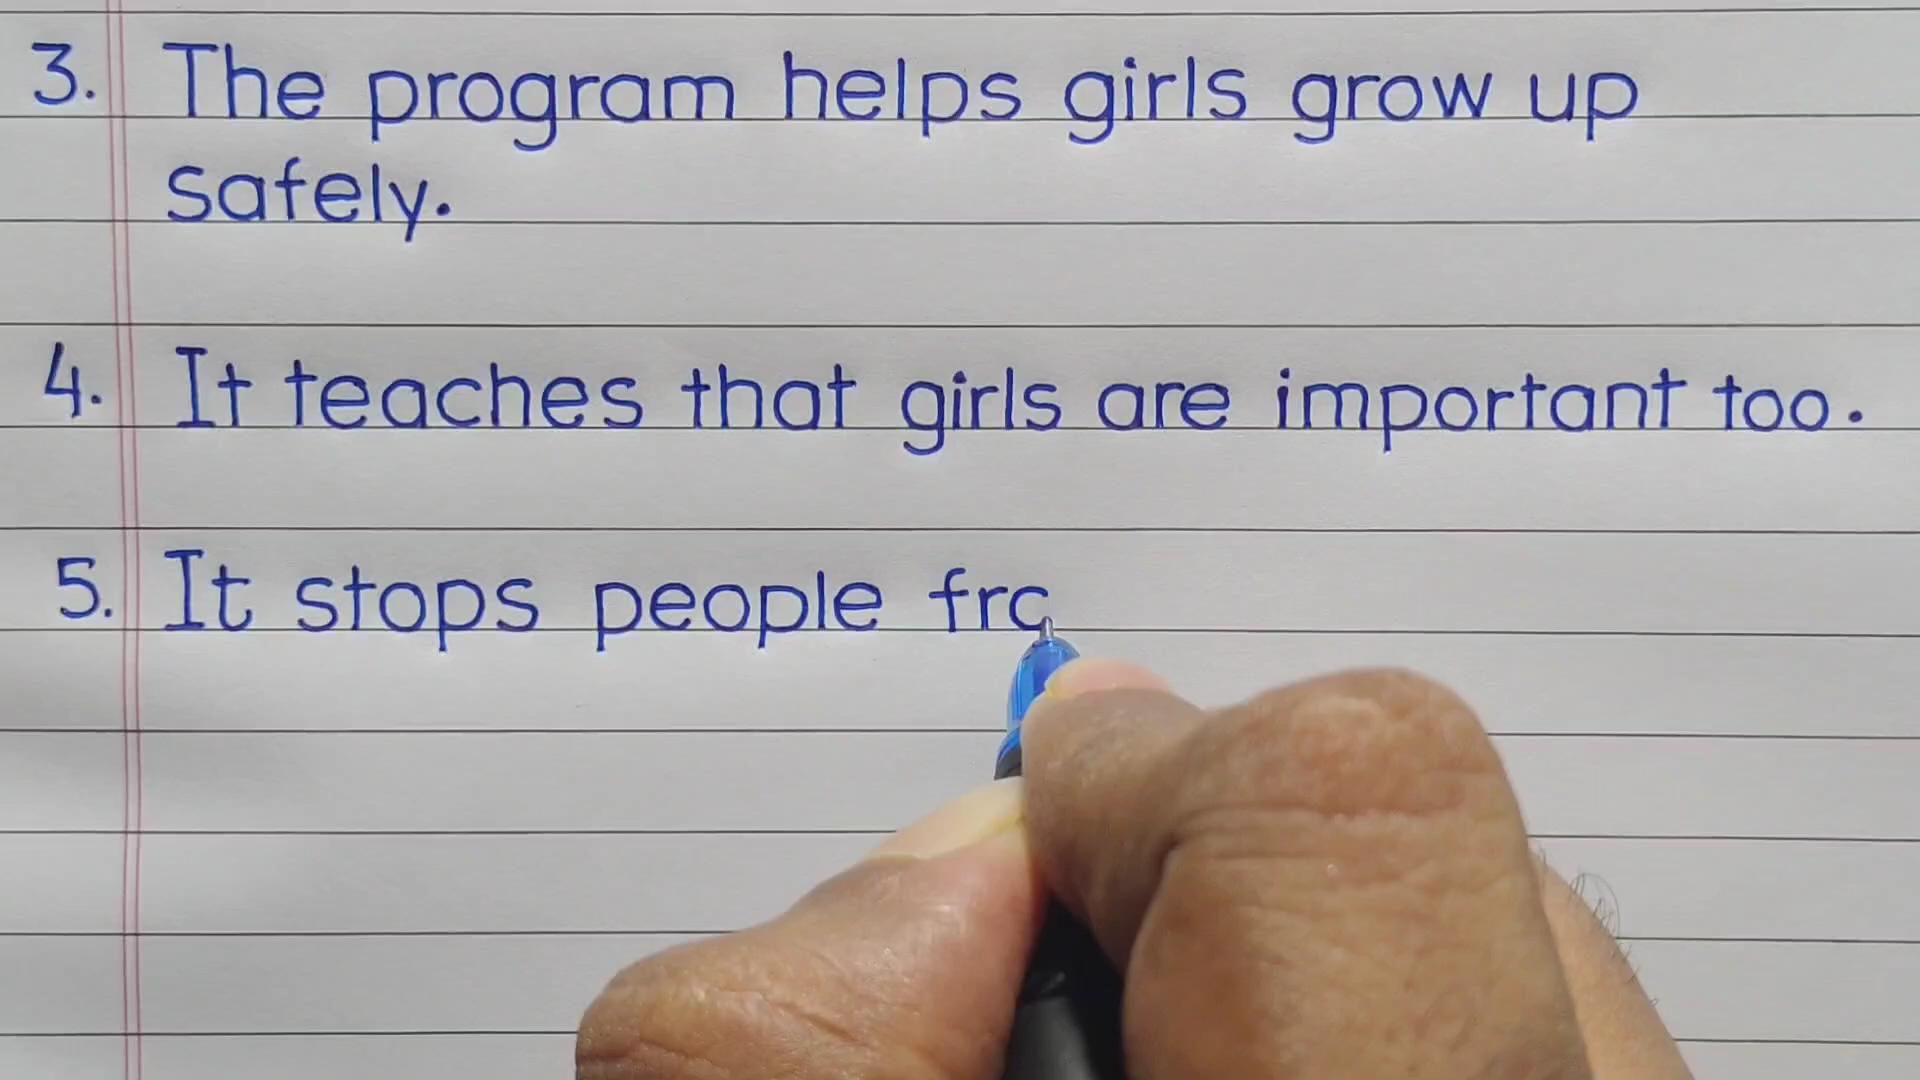 3. The program helps girls grow up
safely.
4. It teaches that girls are important too.
5. It stops people frc